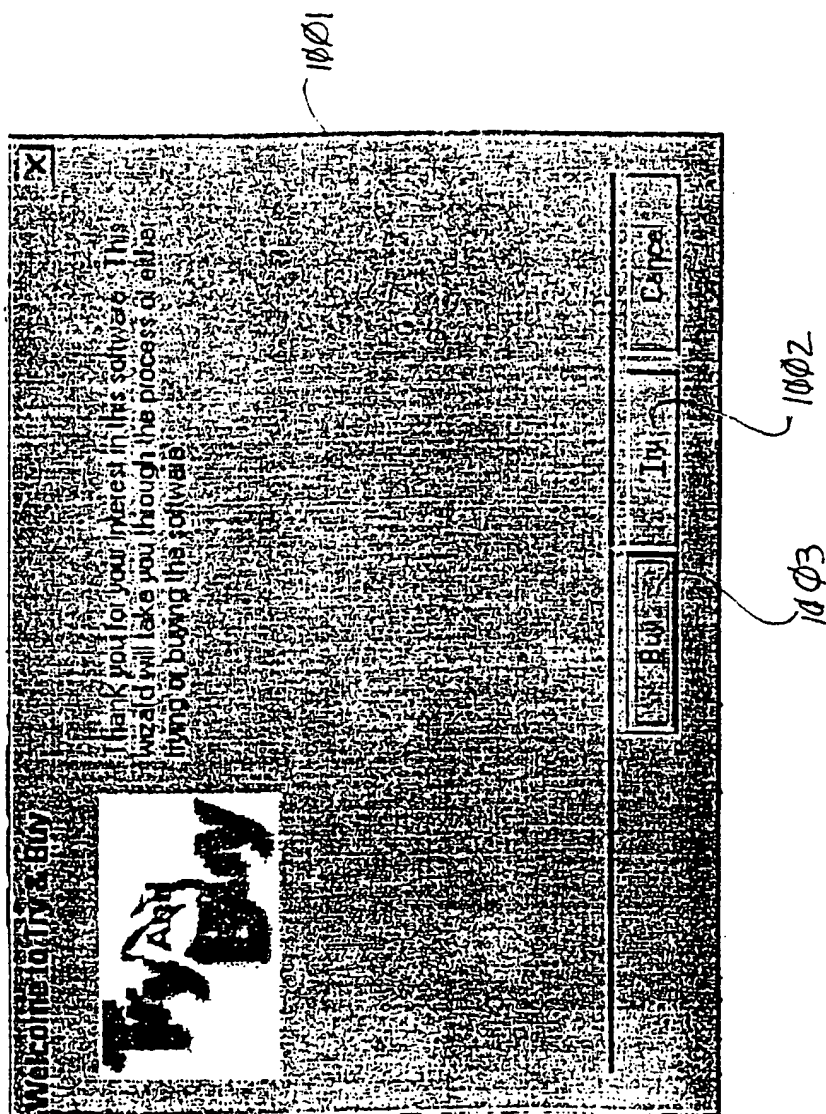 Welcome to Try & Buy
X
Try
And
Buy
Thank you for your interest in this software. This
wizard will take you through the process of either
trying or buying the software.
Buy
Try
Cancel
1001
1002
1003